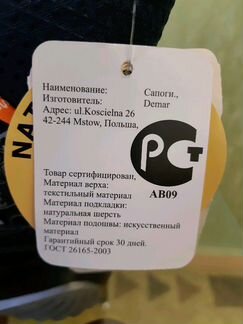 Наименование: Сапоги.,
Изготовитель: Demar
Адрес: ul.Koscielna 26
42-244 Mstow, Польша,
РСТ
АВ09
Товар сертифицирован,
Материал верха:
текстильный материал
Материал подкладки:
натуральная шерсть
Материал подошвы: искусственный
материал
Гарантийный срок 30 дней.
ГОСТ 26165-2003
NAT